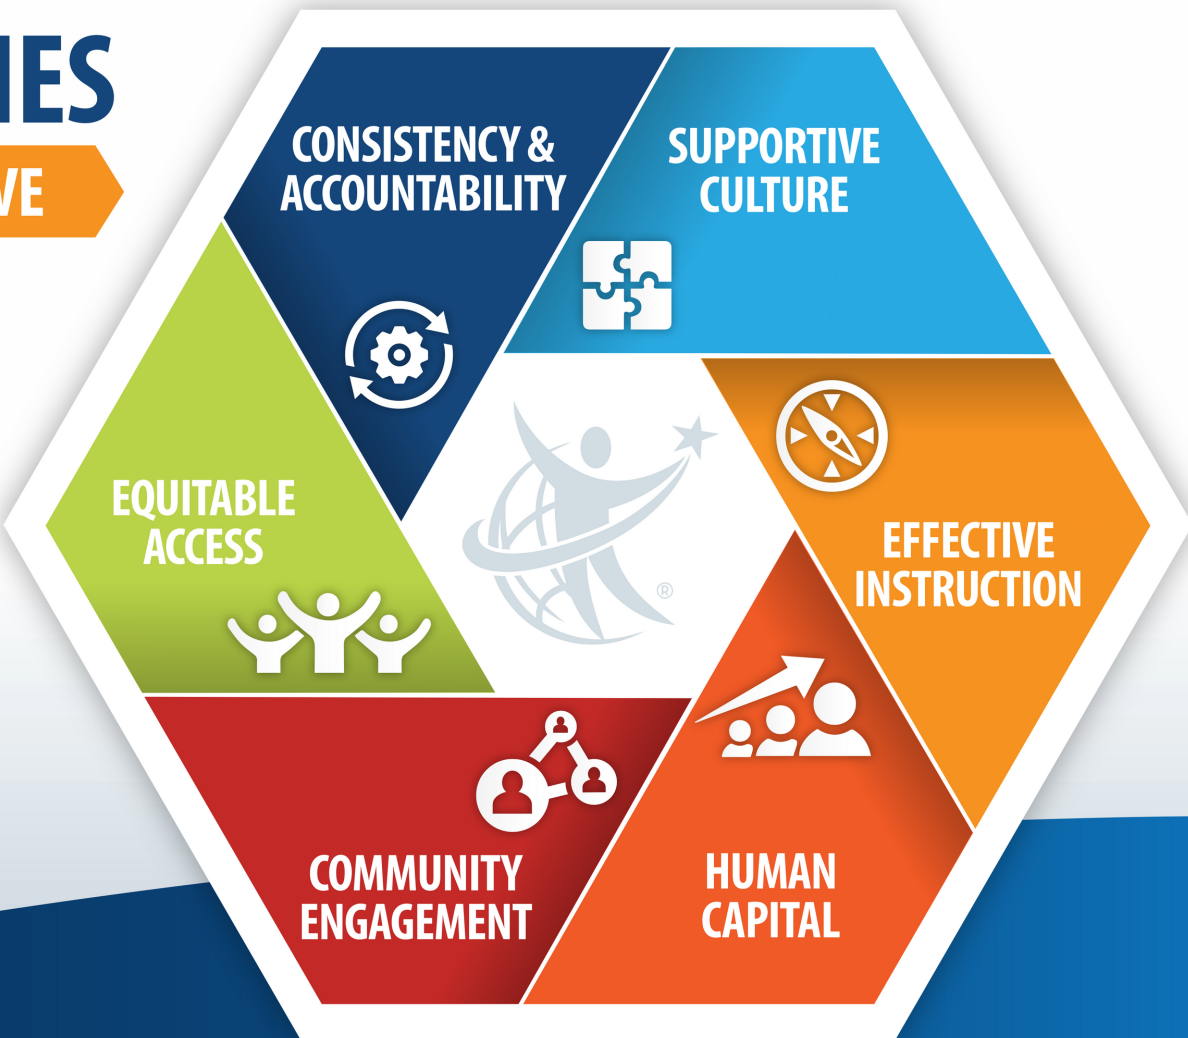 IES
VE
CONSISTENCY &
ACCOUNTABILITY
SUPPORTIVE
CULTURE
EQUITABLE
ACCESS
EFFECTIVE
INSTRUCTION
®
COMMUNITY
ENGAGEMENT
HUMAN
CAPITAL